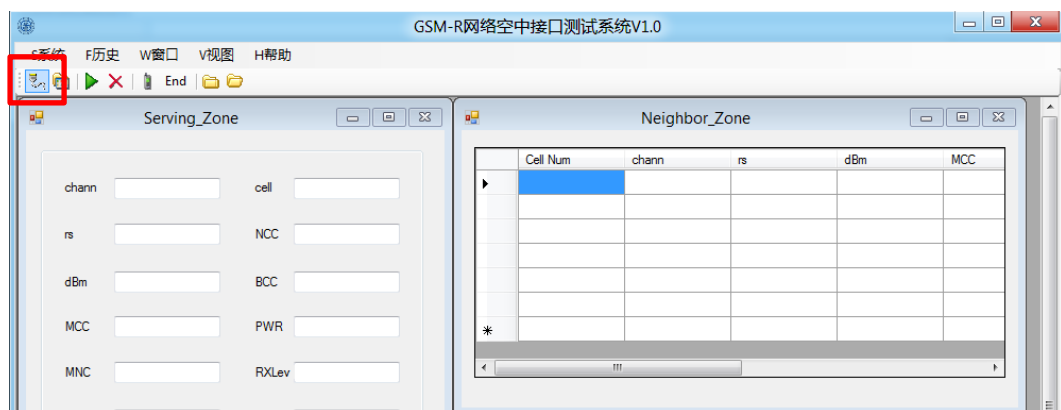 GSM-R网络空中接口测试系统V1.0
S系统 F历史 W窗口 V视图 H帮助
End
Serving_Zone
chann cell
rs NCC
dBm BCC
MCC PWR
MNC RXLev
Neighbor_Zone
Cell Num chann rs dBm MCC